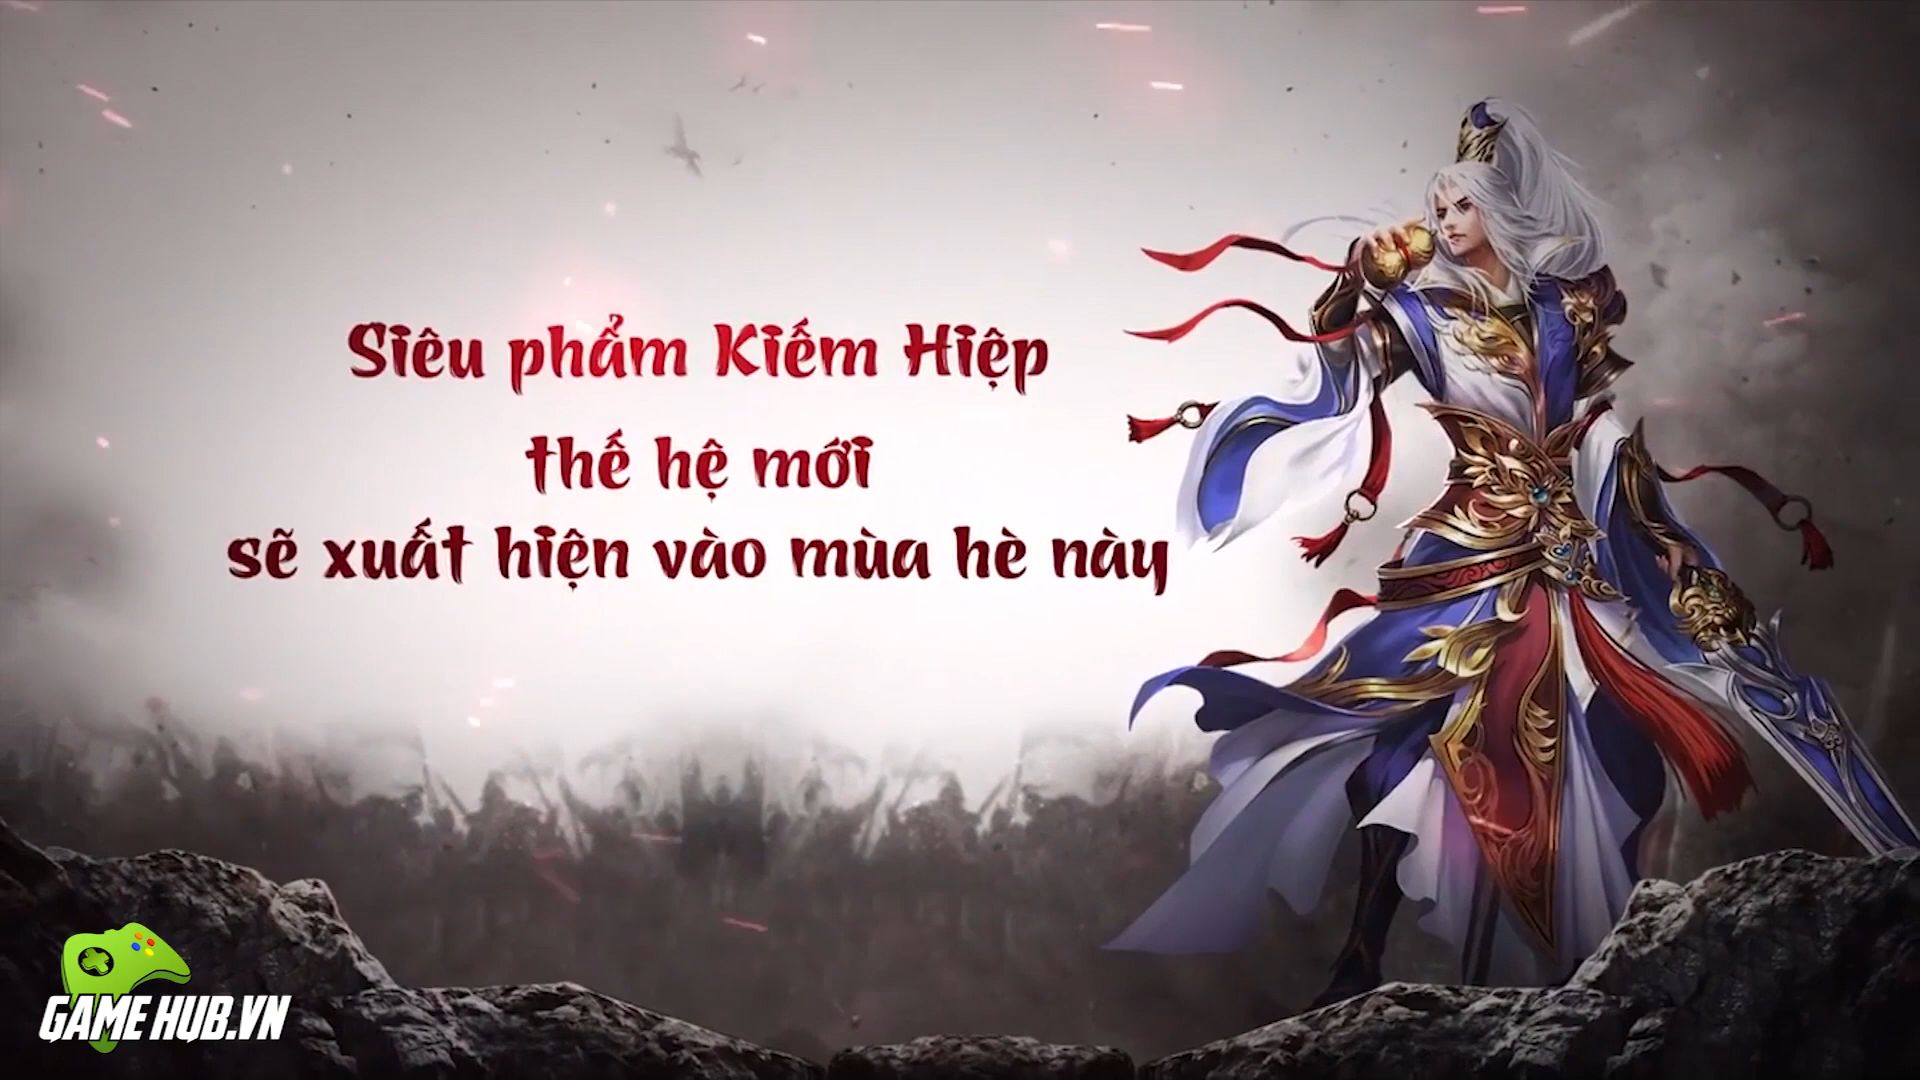 Siêu phẩm Kiếm Hiệp
thế hệ mới
sẽ xuất hiện vào mùa hè này
GAME HUB.VN